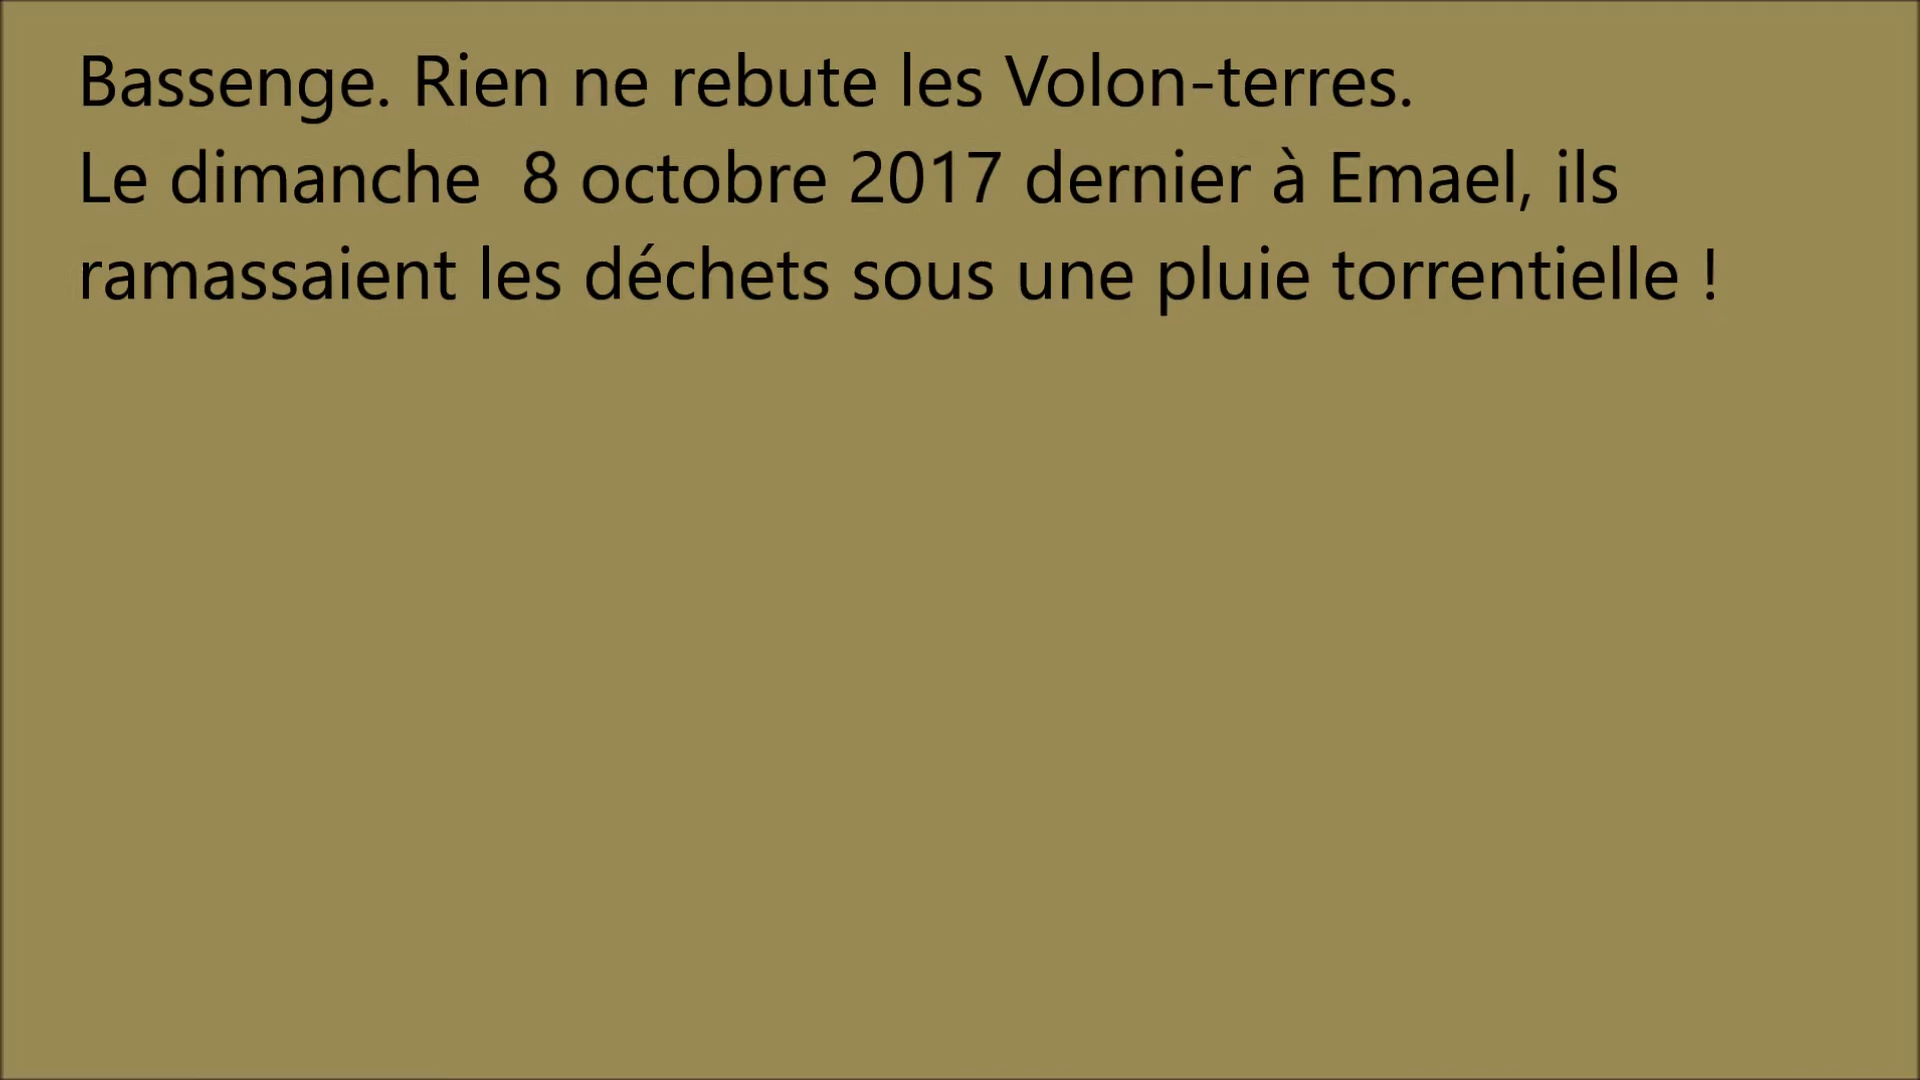 Bassenge. Rien ne rebute les Volon-terres.
Le dimanche  8 octobre 2017 dernier à Emael, ils
ramassaient les déchets sous une pluie torrentielle !